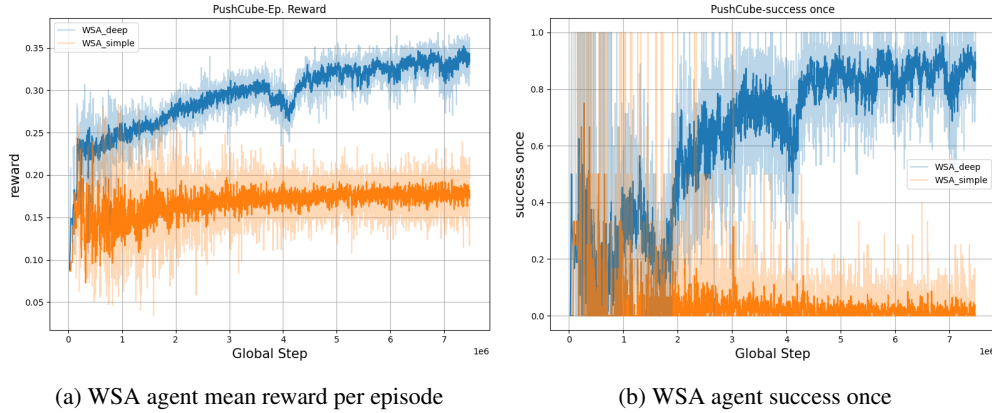 PushCube-Ep. Reward
WSA_deep
WSA_simple
0.35
0.30
0.25
0.20
0.15
0.10
0.05
reward
0 1 2 3 4 5 6 7
1e6
Global Step
(a) WSA agent mean reward per episode
PushCube-success once
1.0
0.8
0.6
0.4
0.2
0.0
success once
WSA_deep
WSA_simple
0 1 2 3 4 5 6 7
1e6
Global Step
(b) WSA agent success once